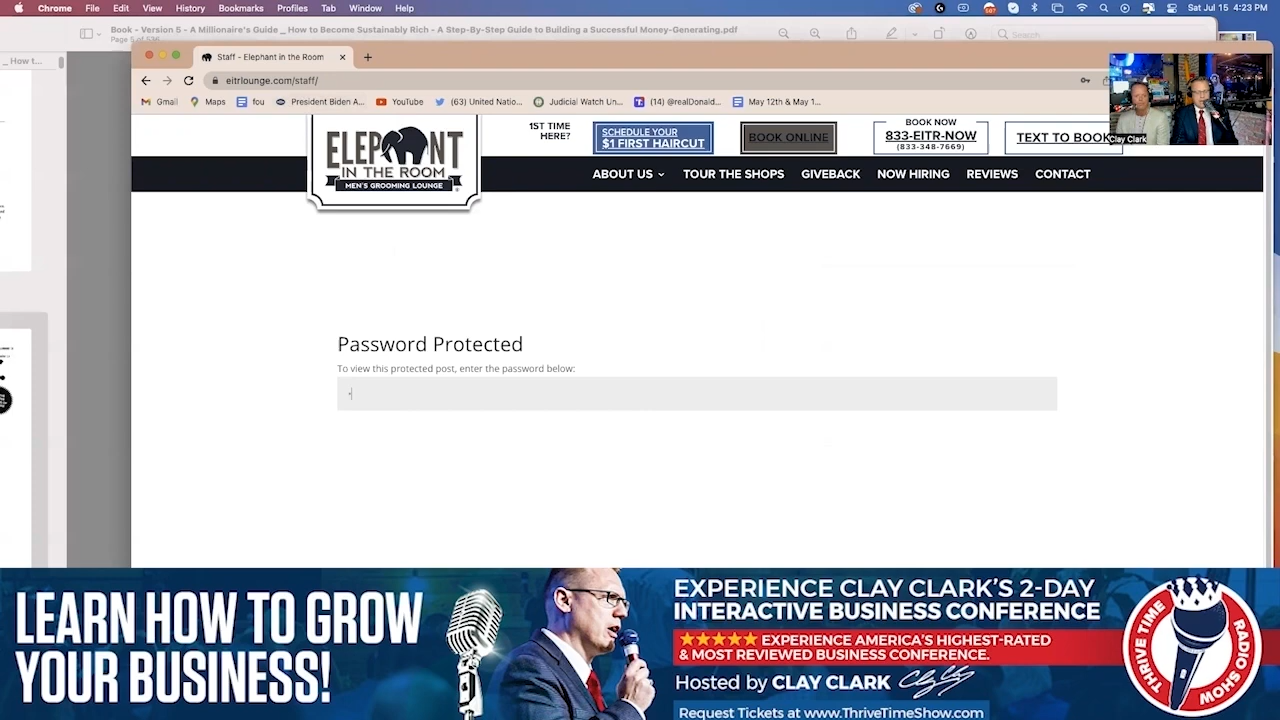 Chrome File Edit View History Bookmarks Profiles Tab Window Help
Sat Jul 15 4:23 PM
Book - Version 5 - A Millionaire's Guide _ How to Become Sustainably Rich - A Step-By-Step Guide to Building a Successful Money-Generating.pdf
Search
_ How t...
Staff - Elephant in the Room
eitrlounge.com/staff/
Gmail Maps fou President Biden A... YouTube (63) United Natio... Judicial Watch Un... (14) @realDonald... May 12th & May 1...
Clay Clark
ELEPHANT
IN THE ROOM
MEN'S GROOMING LOUNGE
1ST TIME
HERE?
SCHEDULE YOUR
$1 FIRST HAIRCUT
BOOK ONLINE
BOOK NOW
833-EITR-NOW
(833-348-7669)
TEXT TO BOOK
ABOUT US TOUR THE SHOPS GIVEBACK NOW HIRING REVIEWS CONTACT
Password Protected
To view this protected post, enter the password below:
LEARN HOW TO GROW
YOUR BUSINESS!
EXPERIENCE CLAY CLARK'S 2-DAY
INTERACTIVE BUSINESS CONFERENCE
EXPERIENCE AMERICA'S HIGHEST-RATED
& MOST REVIEWED BUSINESS CONFERENCE.
Hosted by CLAY CLARK
Request Tickets at www.ThriveTimeShow.com
THRIVE TIME
RADIO SHOW